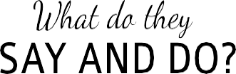 What do they
SAY AND DO?